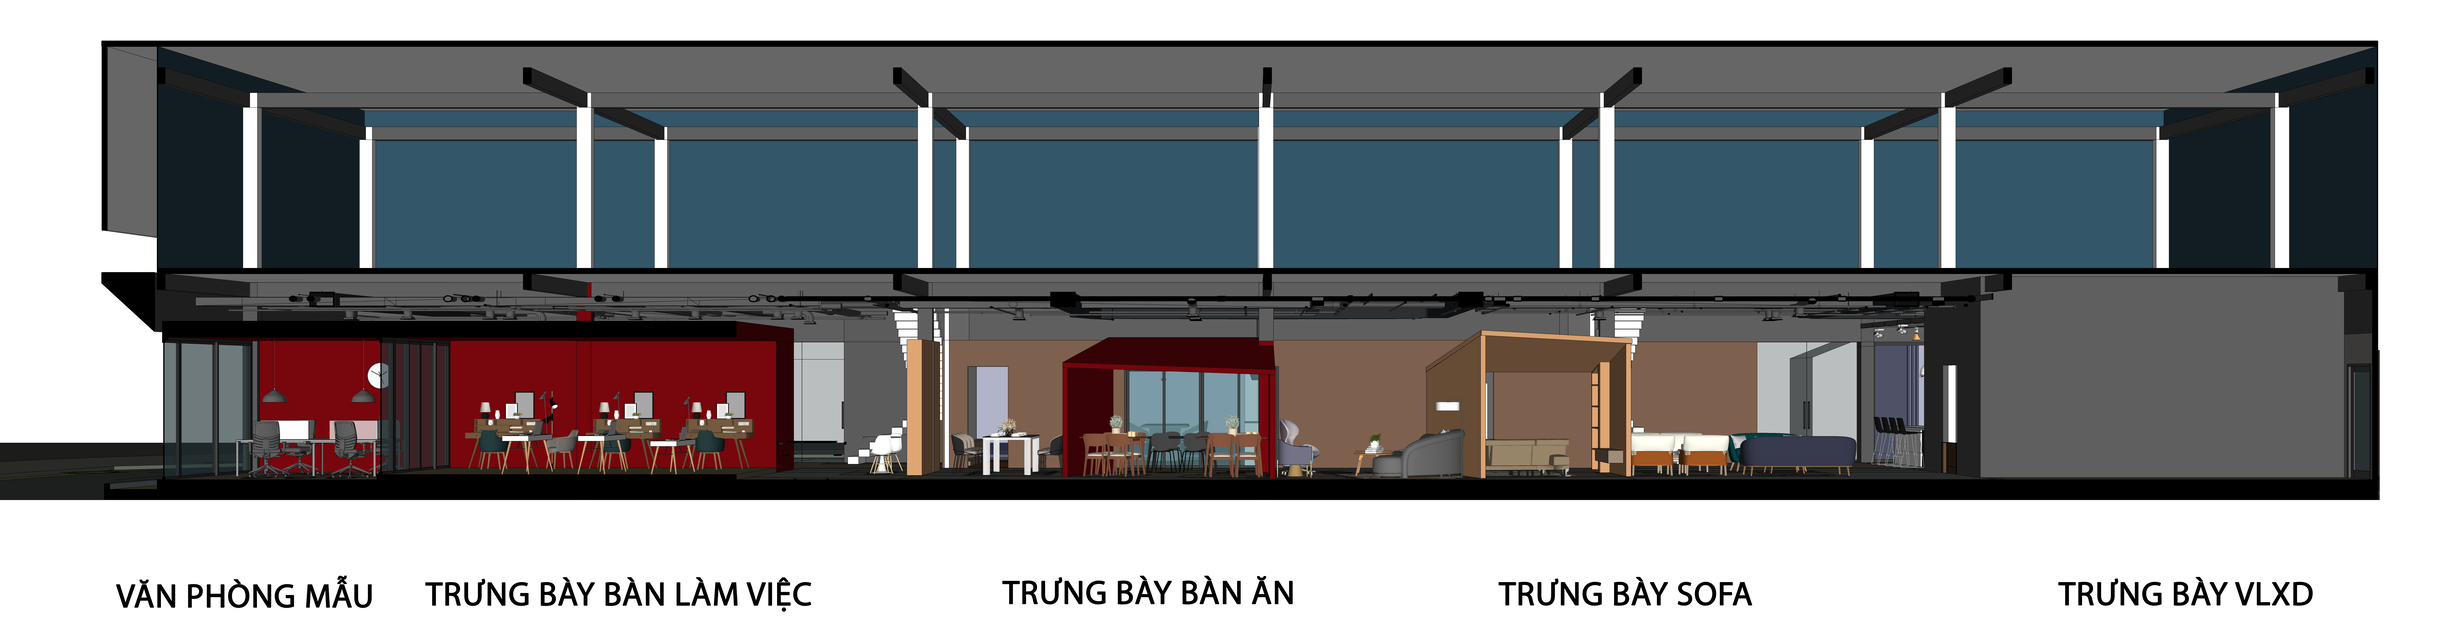 VĂN PHÒNG MẪU
TRƯNG BÀY BÀN LÀM VIỆC
TRƯNG BÀY BÀN ĂN
TRƯNG BÀY SOFA
TRƯNG BÀY VLXD